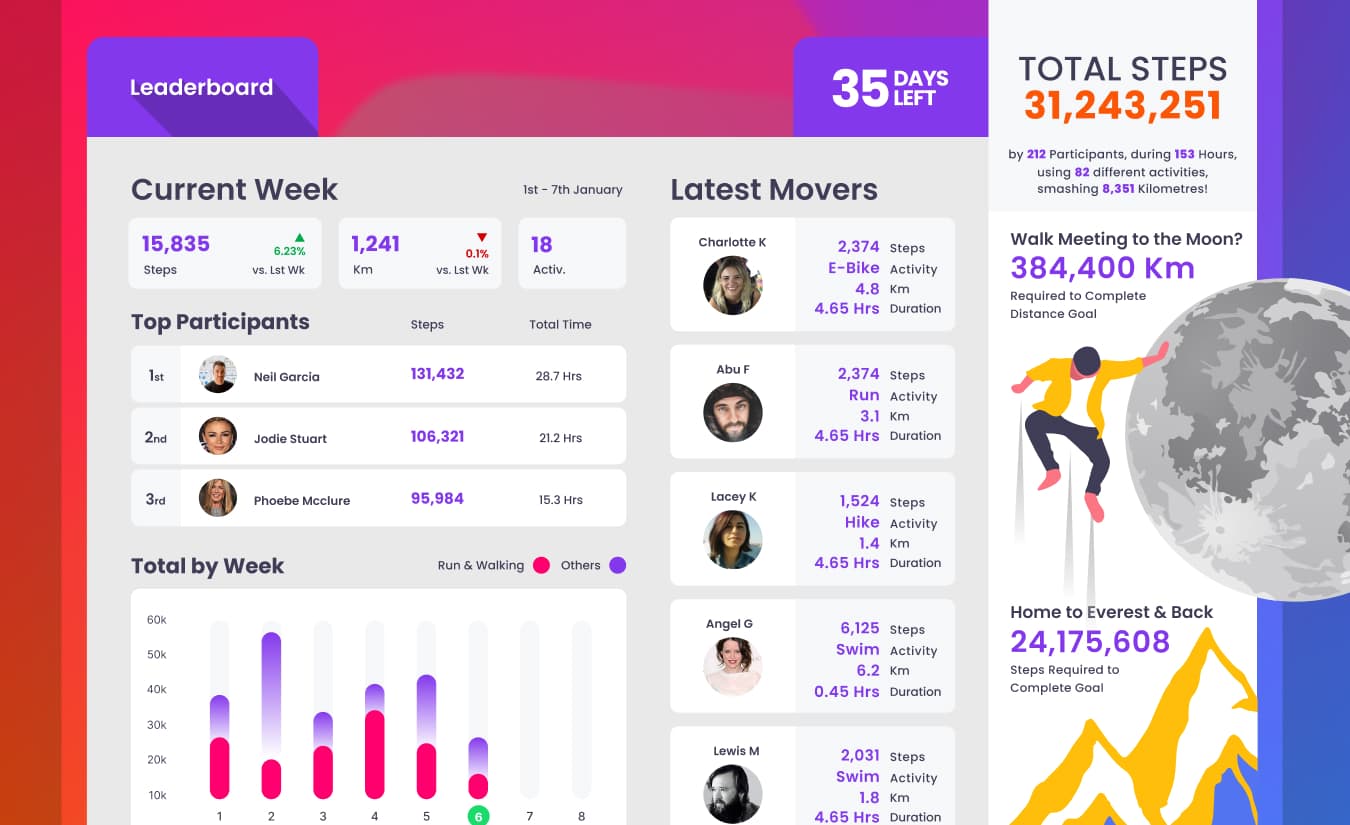 Leaderboard
35 DAYS LEFT
Current Week
1st - 7th January
15,835
6.23%
Steps
vs. Lst Wk
1,241
0.1%
Km
vs. Lst Wk
18
Activ.
Top Participants
Steps
Total Time
1st Neil Garcia 131,432 28.7 Hrs
2nd Jodie Stuart 106,321 21.2 Hrs
3rd Phoebe Mcclure 95,984 15.3 Hrs
Total by Week
Run & Walking
Others
60k
50k
40k
30k
20k
10k
1 2 3 4 5 6 7 8
Latest Movers
Charlotte K
2,374 Steps
E-Bike Activity
4.8 Km
4.65 Hrs Duration
Abu F
2,374 Steps
Run Activity
3.1 Km
4.65 Hrs Duration
Lacey K
1,524 Steps
Hike Activity
1.4 Km
4.65 Hrs Duration
Angel G
6,125 Steps
Swim Activity
6.2 Km
0.45 Hrs Duration
Lewis M
2,031 Steps
Swim Activity
1.8 Km
4.65 Hrs Duration
TOTAL STEPS
31,243,251
by 212 Participants, during 153 Hours,
using 82 different activities,
smashing 8,351 Kilometres!
Walk Meeting to the Moon?
384,400 Km
Required to Complete
Distance Goal
Home to Everest & Back
24,175,608
Steps Required to
Complete Goal